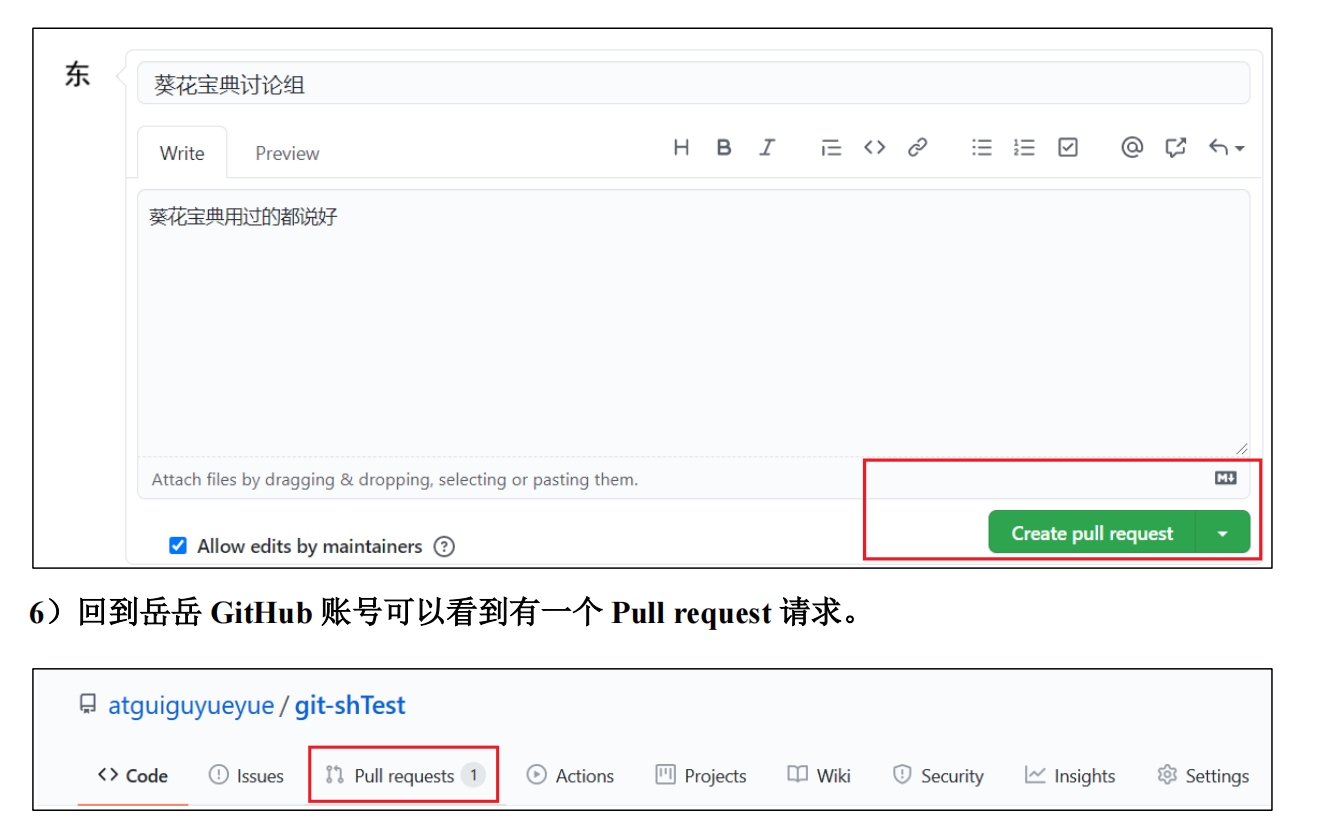 东
葵花宝典讨论组
Write Preview H B I
葵花宝典用过的都说好
Attach files by dragging & dropping, selecting or pasting them.
Create pull request
Allow edits by maintainers
6）回到岳岳 GitHub 账号可以看到有一个 Pull request 请求。
atguiguyueyue / git-shTest
Code Issues Pull requests 1 Actions Projects Wiki Security Insights Settings